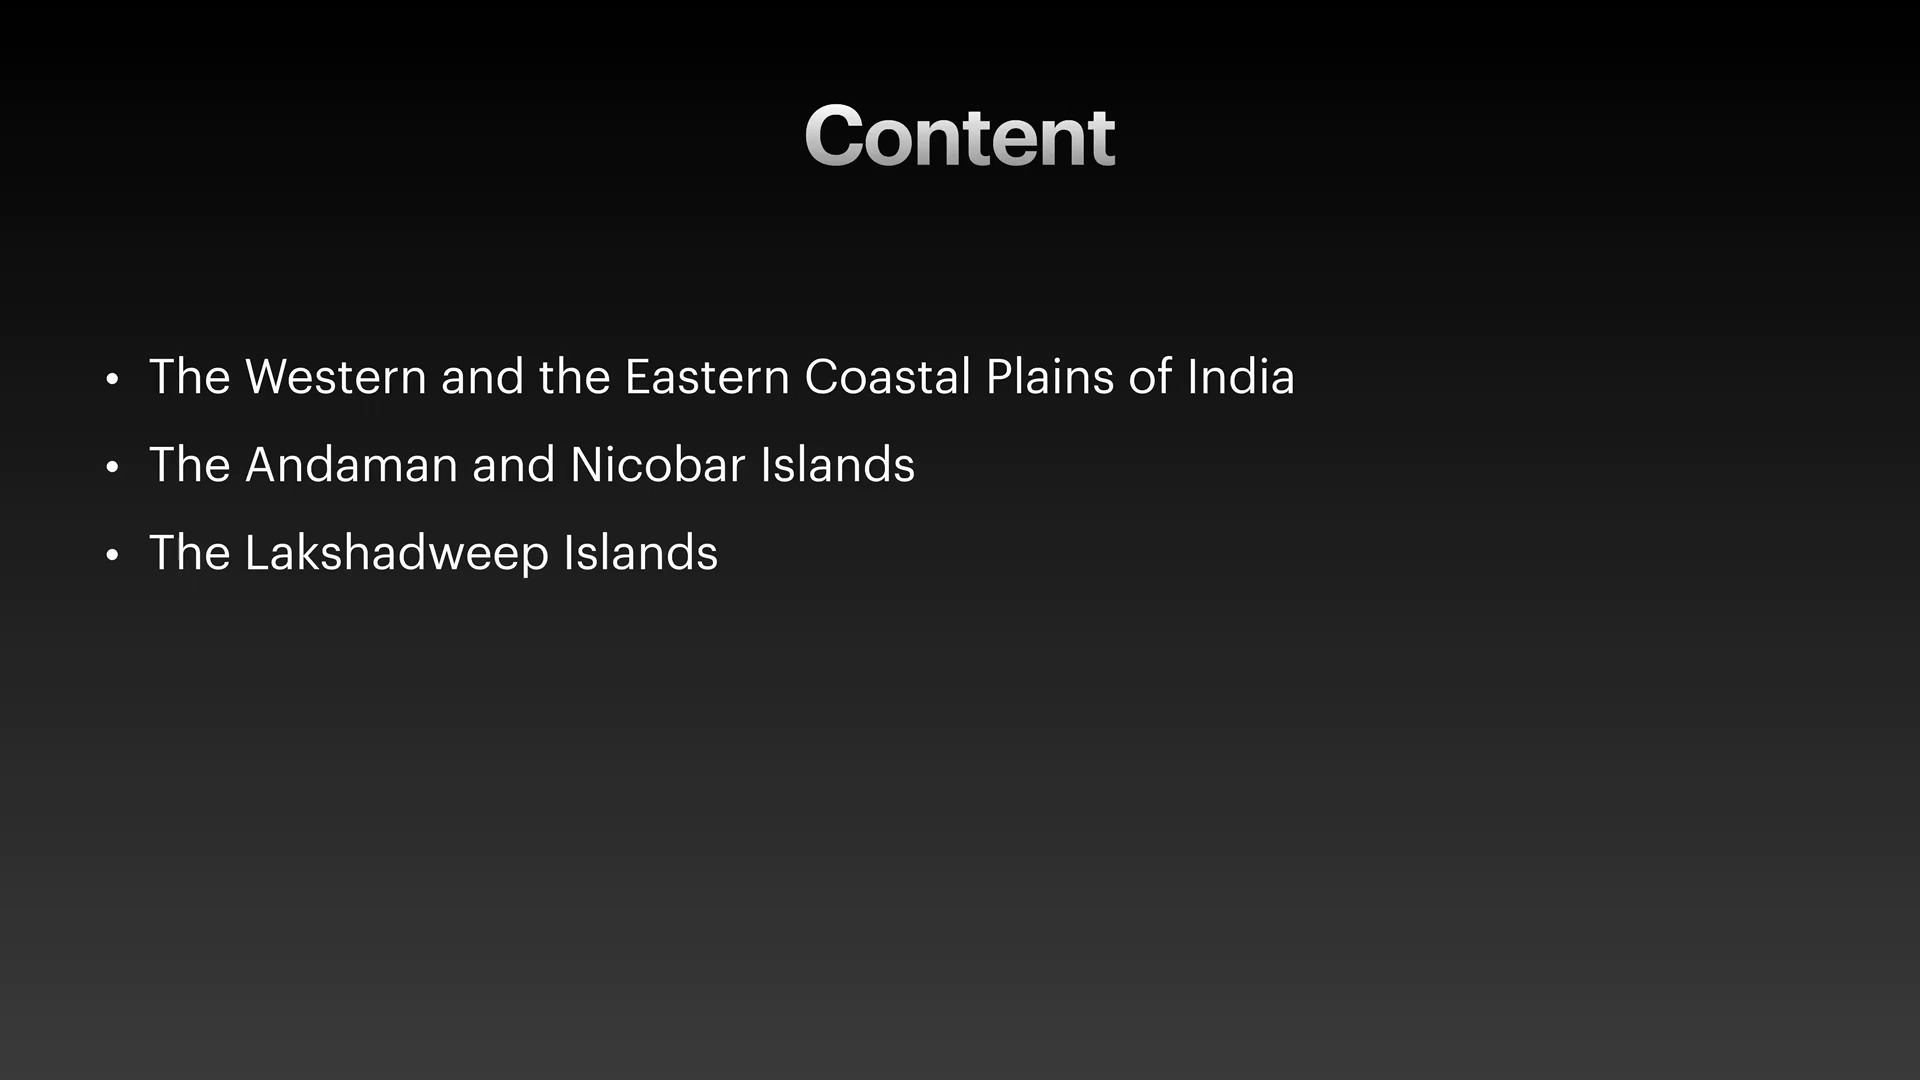 Content
• The Western and the Eastern Coastal Plains of India
• The Andaman and Nicobar Islands
• The Lakshadweep Islands